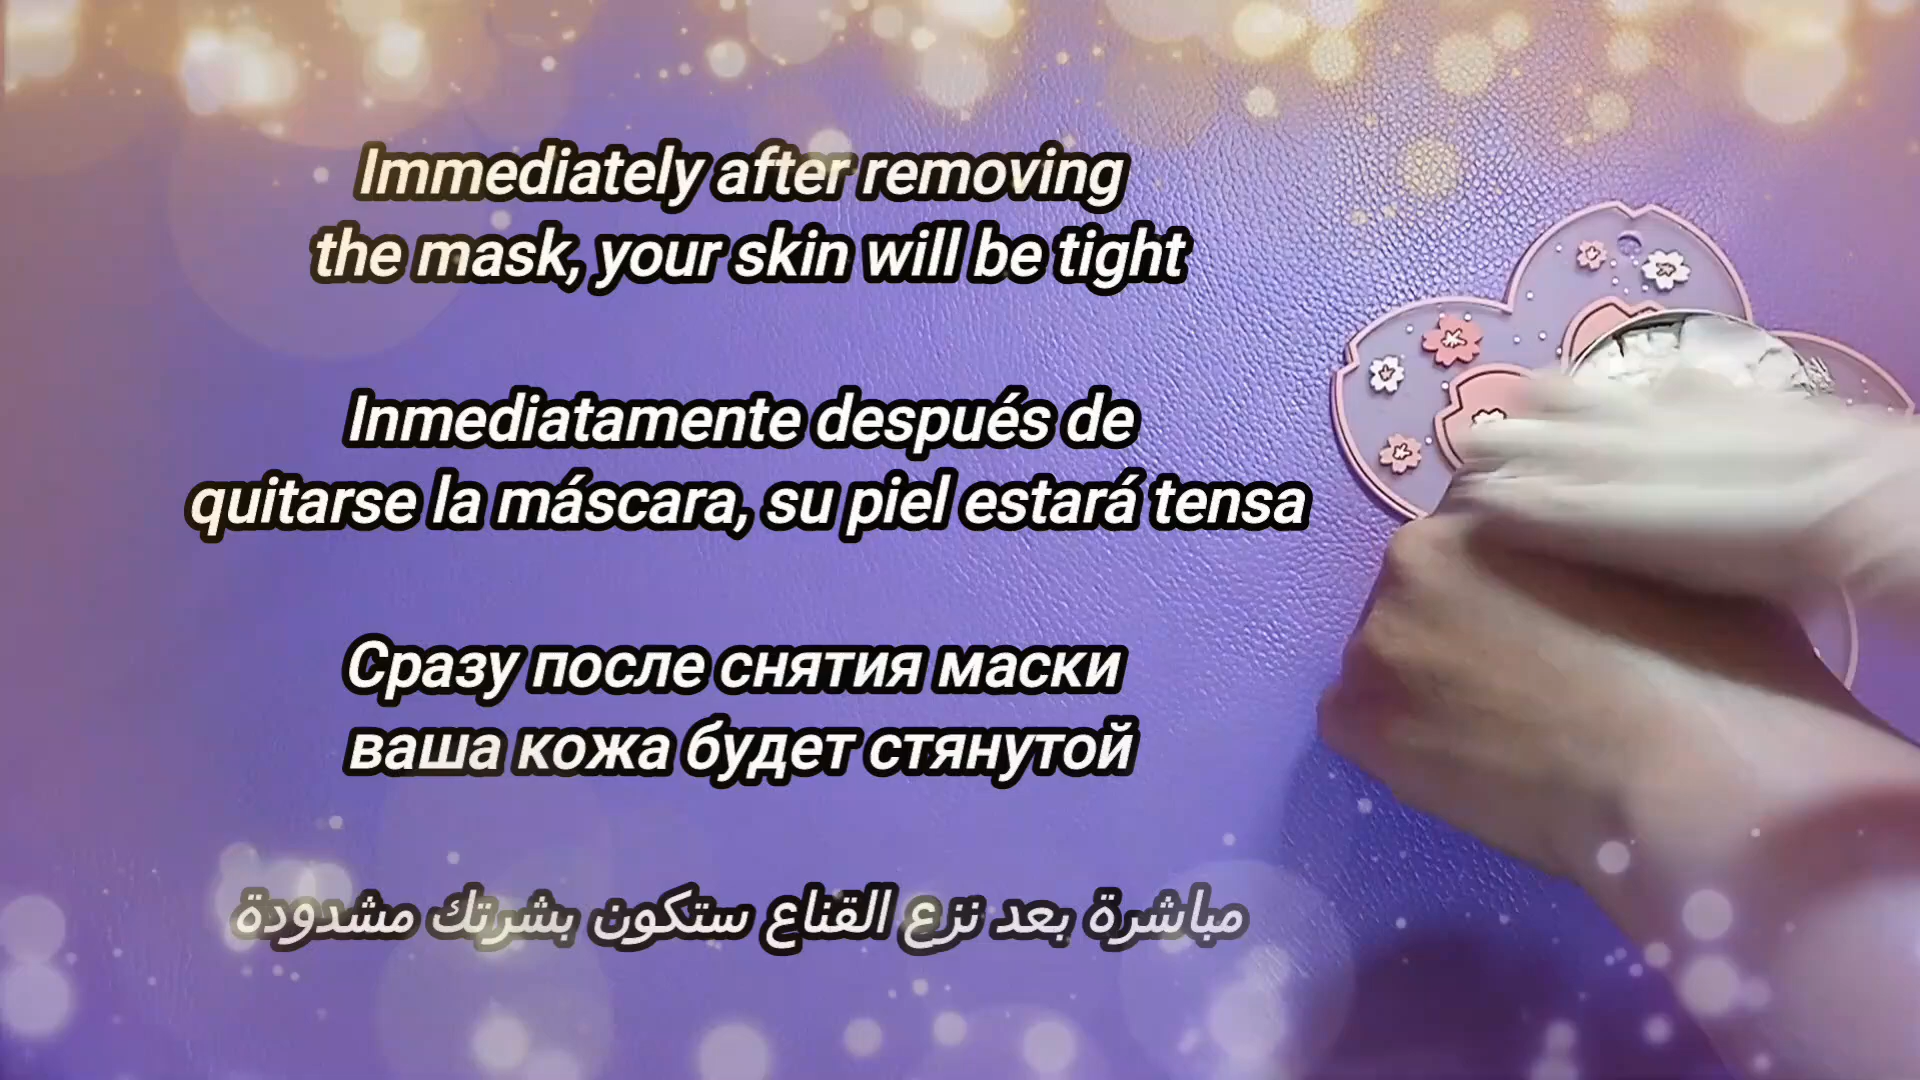 Immediately after removing
the mask, your skin will be tight
Inmediatamente después de
quitarse la máscara, su piel estará tensa
Сразу после снятия маски
ваша кожа будет стянутой
مباشرة بعد نزع القناع ستكون بشرتك مشدودة